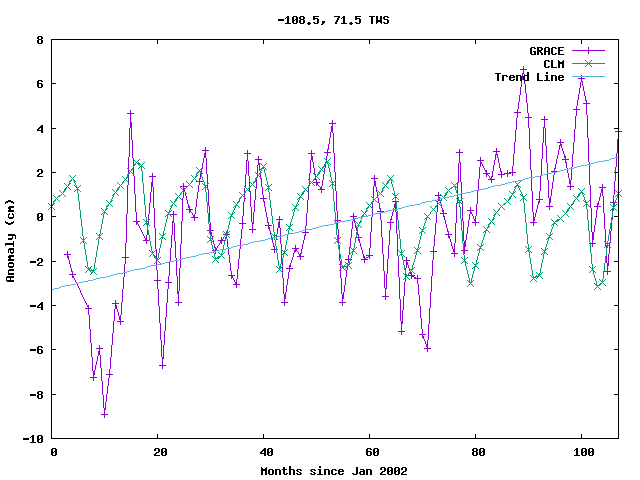 -108.5, 71.5 TWS
GRACE
CLM
Trend Line
8
6
4
2
0
-2
-4
-6
-8
-10
Anomaly (cm)
0 20 40 60 80 100
Months since Jan 2002